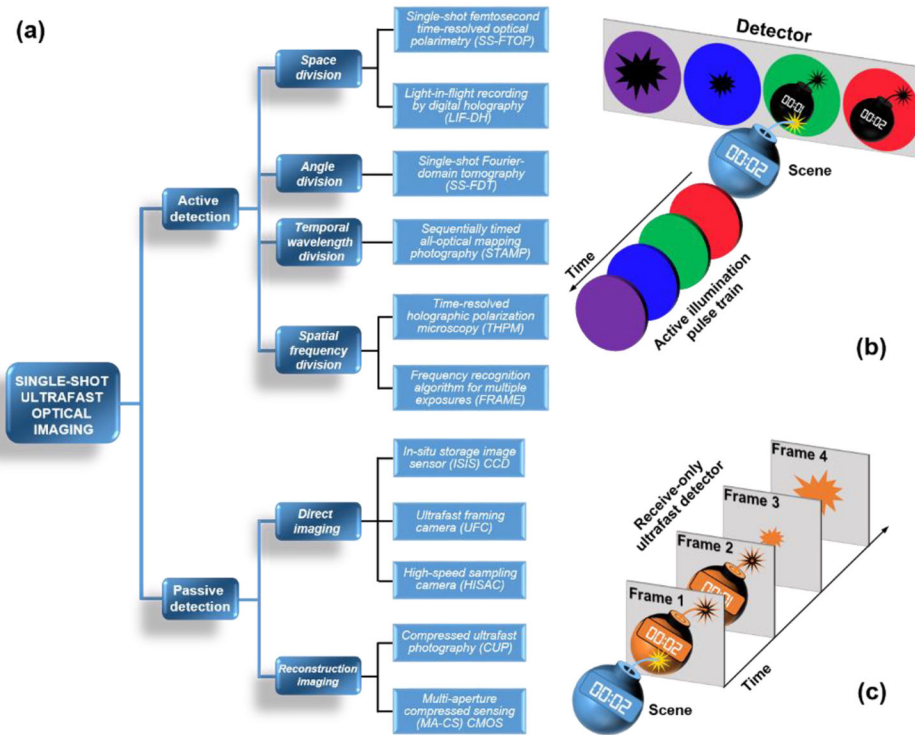 (a)
SINGLE-SHOT
ULTRAFAST
OPTICAL
IMAGING
Active
detection
Space
division
Single-shot femtosecond
time-resolved optical
polarimetry (SS-FTOP)
Light-in-flight recording
by digital holography
(LIF-DH)
Angle
division
Single-shot Fourier-
domain tomography
(SS-FDT)
Temporal
wavelength
division
Sequentially timed
all-optical mapping
photography (STAMP)
Spatial
frequency
division
Time-resolved
holographic polarization
microscopy (THPM)
Frequency recognition
algorithm for multiple
exposures (FRAME)
Passive
detection
Direct
imaging
In-situ storage image
sensor (ISIS) CCD
Ultrafast framing
camera (UFC)
High-speed sampling
camera (HISAC)
Reconstruction
imaging
Compressed ultrafast
photography (CUP)
Multi-aperture
compressed sensing
(MA-CS) CMOS
Detector
00:01
00:02
00:02
Scene
Time
Active illumination
pulse train
(b)
Receive-only
ultrafast detector
Frame 4
Frame 3
Frame 2
Frame 1
00:02
00:02
Scene
Time
(c)